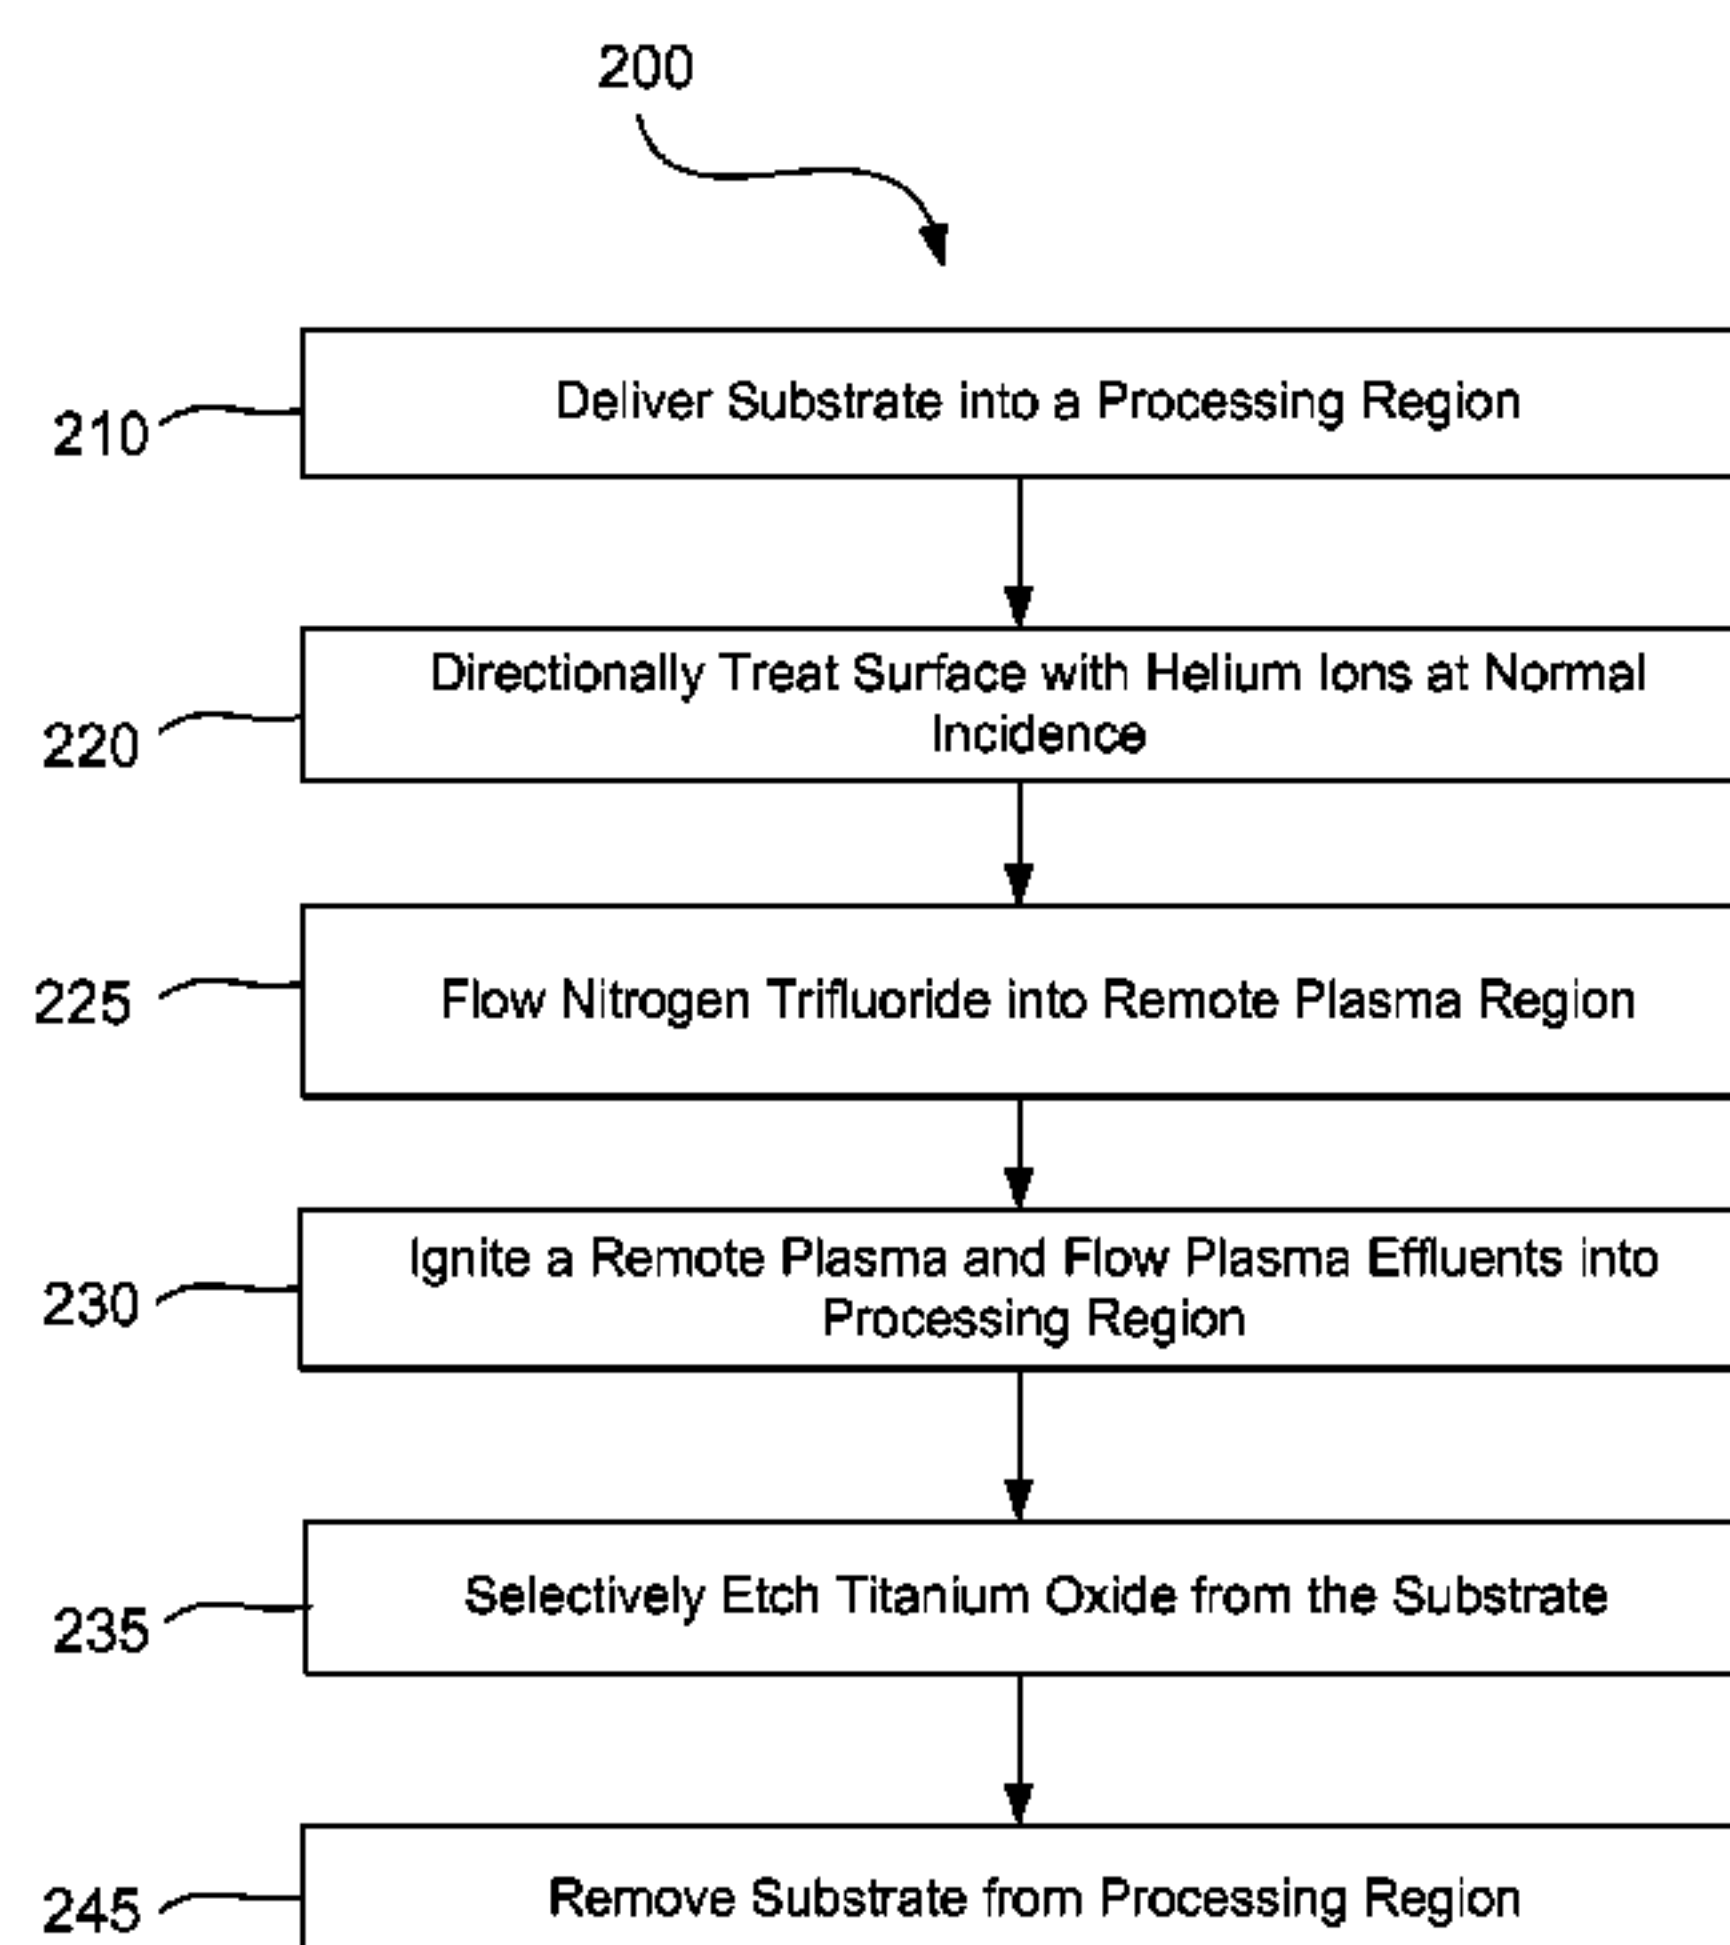 200
210
Deliver Substrate into a Processing Region
220
Directionally Treat Surface with Helium Ions at Normal
Incidence
225
Flow Nitrogen Trifluoride into Remote Plasma Region
230
Ignite a Remote Plasma and Flow Plasma Effluents into
Processing Region
235
Selectively Etch Titanium Oxide from the Substrate
245
Remove Substrate from Processing Region